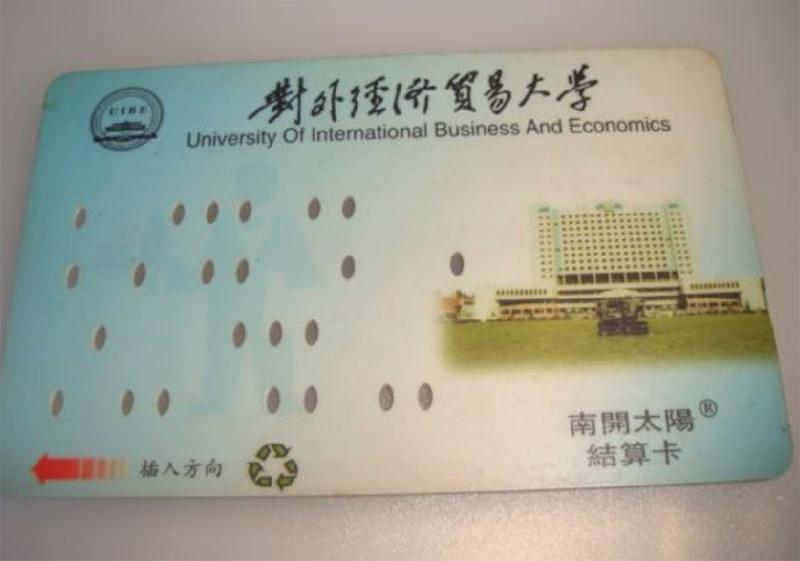 UIBE
對外經濟貿易大學
University Of International Business And Economics
南開太陽®
結算卡
插入方向